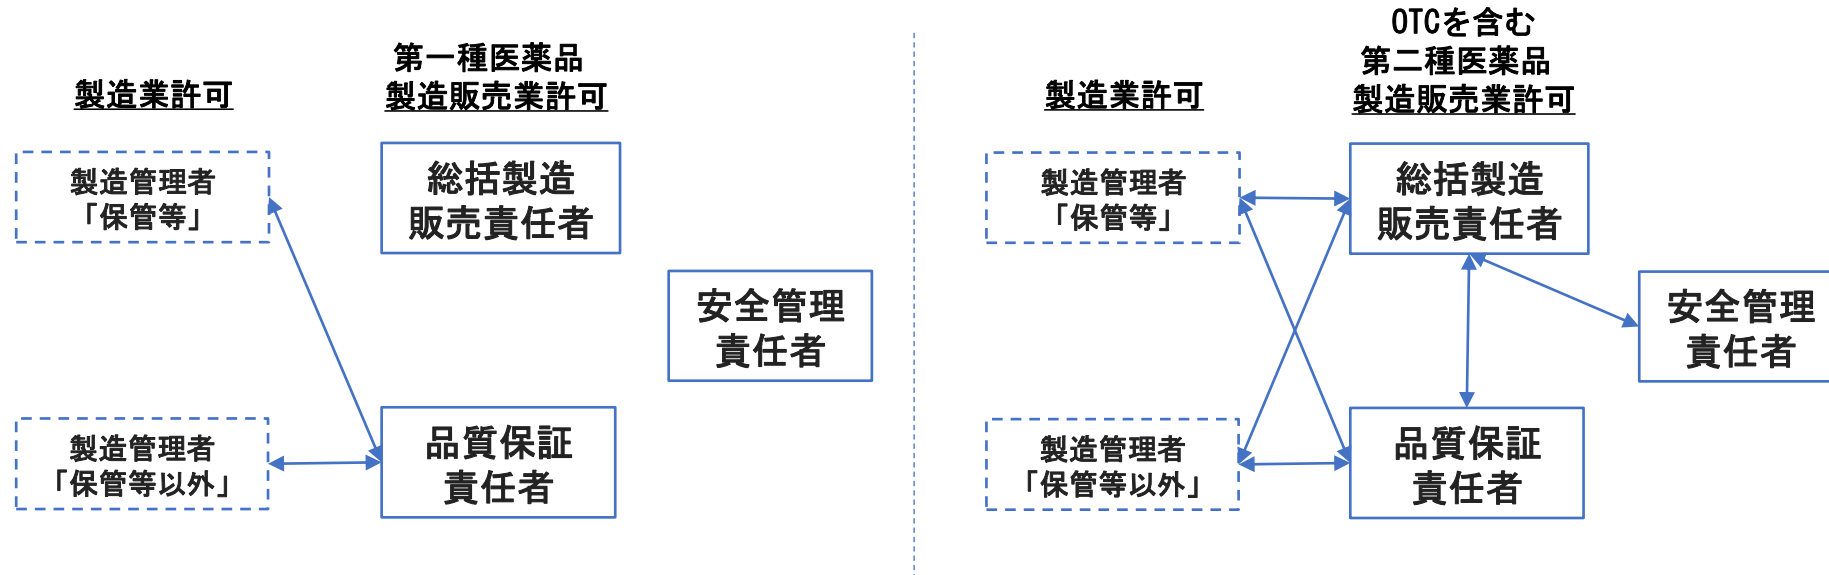 製造業許可
第一種医薬品
製造販売業許可
製造管理者
「保管等」
総括製造
販売責任者
安全管理
責任者
製造管理者
「保管等以外」
品質保証
責任者
製造業許可
OTCを含む
第二種医薬品
製造販売業許可
製造管理者
「保管等」
総括製造
販売責任者
安全管理
責任者
製造管理者
「保管等以外」
品質保証
責任者